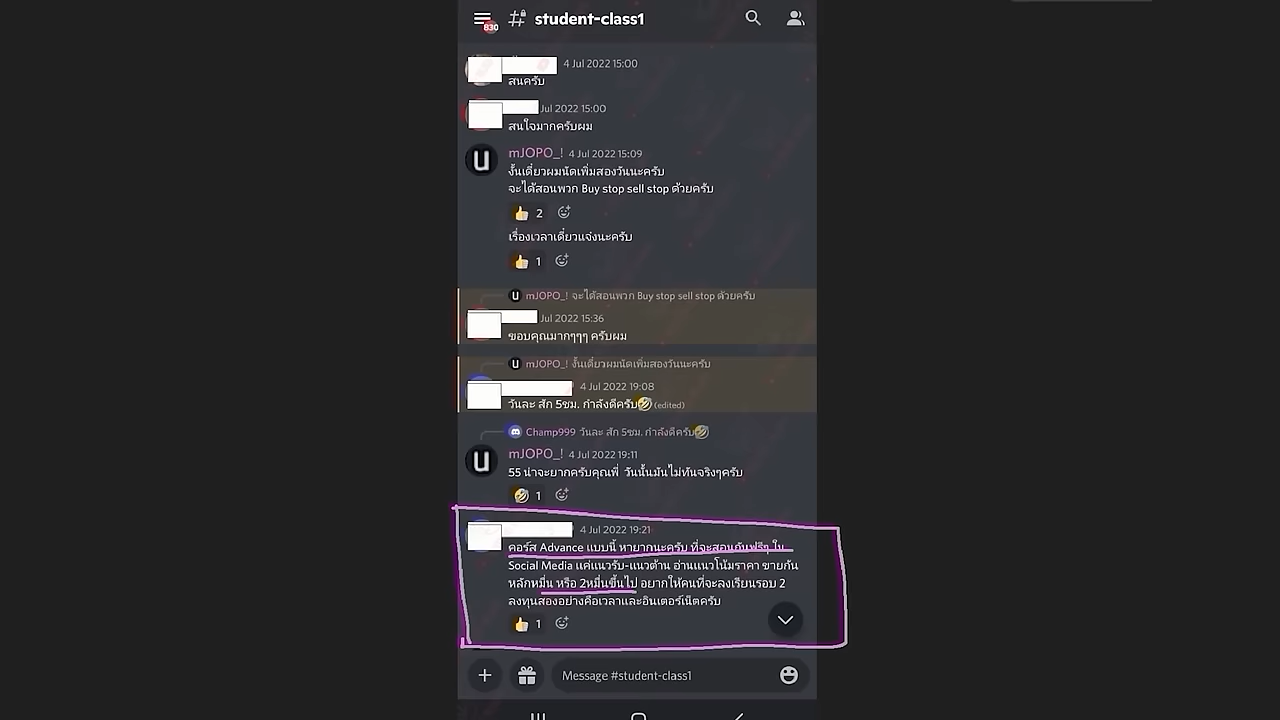 830
student-class1
4 Jul 2022 15:00
สนครับ
Jul 2022 15:00
สนใจมากครับผม
mJOPO_! 4 Jul 2022 15:09
งั้นเดี๋ยวผมนัดเพิ่มสองวันนะครับ
จะได้สอนพวก Buy stop sell stop ด้วยครับ
2
เรื่องเวลาเดี๋ยวแจ้งนะครับ
1
mJOPO_! จะได้สอนพวก Buy stop sell stop ด้วยครับ
Jul 2022 15:36
ขอบคุณมากๆๆๆ ครับผม
mJOPO_! งั้นเดี๋ยวผมนัดเพิ่มสองวันนะครับ
4 Jul 2022 19:08
วันละ สัก 5ชม. กำลังดีครับ🤣 (edited)
Champ999 วันละ สัก 5ชม. กำลังดีครับ🤣
mJOPO_! 4 Jul 2022 19:11
55 น่าจะยากครับคุณพี่ วันนั้นมันไม่ทันจริงๆครับ
1
4 Jul 2022 19:21
คอร์ส Advance แบบนี้ หายากนะครับ ที่จะสอนกันฟรีๆ ใน
Social Media แค่แนวรับ-แนวต้าน อ่านแนวโน้มราคา ขายกัน
หลักหมื่น หรือ 2หมื่นขึ้นไป อยากให้คนที่จะลงเรียนรอบ 2
ลงทุนสองอย่างคือเวลาและอินเตอร์เน็ตครับ
1
Message #student-class1